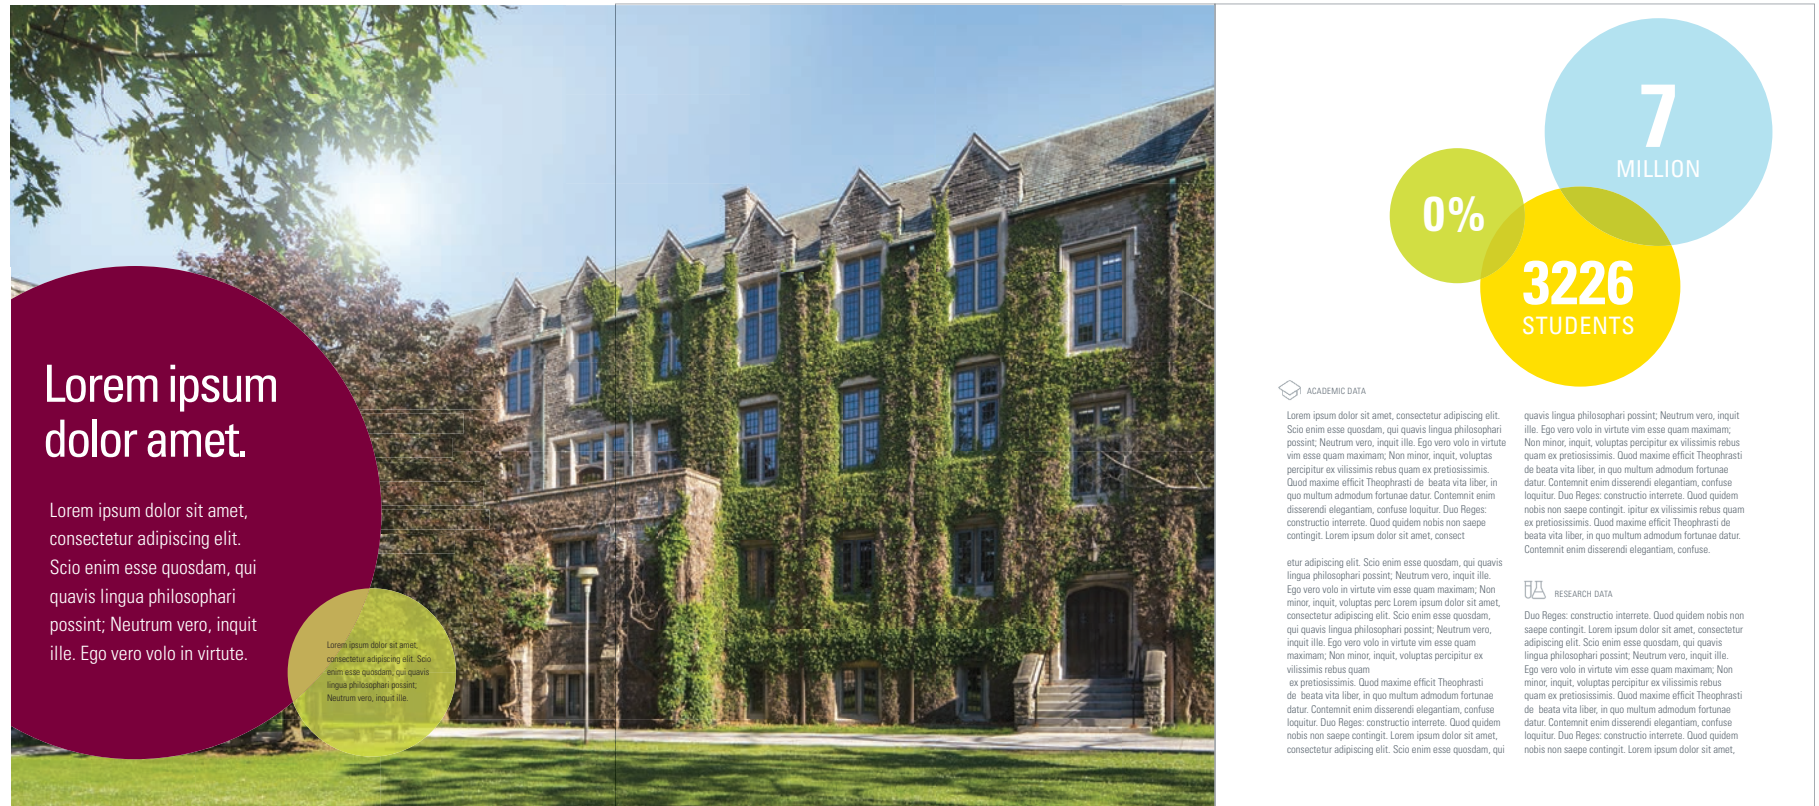 Lorem ipsum
dolor amet.
Lorem ipsum dolor sit amet,
consectetur adipiscing elit.
Scio enim esse quosdam, qui
quavis lingua philosophari
possint; Neutrum vero, inquit
ille. Ego vero volo in virtute.
Lorem ipsum dolor sit amet,
consectetur adipiscing elit. Scio
enim esse quosdam, qui quavis
lingua philosophari possint;
Neutrum vero, inquit ille.
7
MILLION
0%
3226
STUDENTS
ACADEMIC DATA
Lorem ipsum dolor sit amet, consectetur adipiscing elit.
Scio enim esse quosdam, qui quavis lingua philosophari
possint; Neutrum vero, inquit ille. Ego vero volo in virtute
vim esse quam maximam; Non minor, inquit, voluptas
percipitur ex vilissimis rebus quam ex pretiosissimis.
Quod maxime efficit Theophrasti de beata vita liber, in
quo multum admodum fortunae datur. Contemnit enim
disserendi elegantiam, confuse loquitur. Duo Reges:
constructio interrete. Quod quidem nobis non saepe
contingit. Lorem ipsum dolor sit amet, consect
etur adipiscing elit. Scio enim esse quosdam, qui quavis
lingua philosophari possint; Neutrum vero, inquit ille.
Ego vero volo in virtute vim esse quam maximam; Non
minor, inquit, voluptas perc Lorem ipsum dolor sit amet,
consectetur adipiscing elit. Scio enim esse quosdam,
qui quavis lingua philosophari possint; Neutrum vero,
inquit ille. Ego vero volo in virtute vim esse quam
maximam; Non minor, inquit, voluptas percipitur ex
vilissimis rebus quam
ex pretiosissimis. Quod maxime efficit Theophrasti
de beata vita liber, in quo multum admodum fortunae
datur. Contemnit enim disserendi elegantiam, confuse
loquitur. Duo Reges: constructio interrete. Quod quidem
nobis non saepe contingit. Lorem ipsum dolor sit amet,
consectetur adipiscing elit. Scio enim esse quosdam, qui
quavis lingua philosophari possint; Neutrum vero, inquit
ille. Ego vero volo in virtute vim esse quam maximam;
Non minor, inquit, voluptas percipitur ex vilissimis rebus
quam ex pretiosissimis. Quod maxime efficit Theophrasti
de beata vita liber, in quo multum admodum fortunae
datur. Contemnit enim disserendi elegantiam, confuse
loquitur. Duo Reges: constructio interrete. Quod quidem
nobis non saepe contingit. ipitur ex vilissimis rebus quam
ex pretiosissimis. Quod maxime efficit Theophrasti de
beata vita liber, in quo multum admodum fortunae datur.
Contemnit enim disserendi elegantiam, confuse.
RESEARCH DATA
Duo Reges: constructio interrete. Quod quidem nobis non
saepe contingit. Lorem ipsum dolor sit amet, consectetur
adipiscing elit. Scio enim esse quosdam, qui quavis
lingua philosophari possint; Neutrum vero, inquit ille.
Ego vero volo in virtute vim esse quam maximam; Non
minor, inquit, voluptas percipitur ex vilissimis rebus
quam ex pretiosissimis. Quod maxime efficit Theophrasti
de beata vita liber, in quo multum admodum fortunae
datur. Contemnit enim disserendi elegantiam, confuse
loquitur. Duo Reges: constructio interrete. Quod quidem
nobis non saepe contingit. Lorem ipsum dolor sit amet,